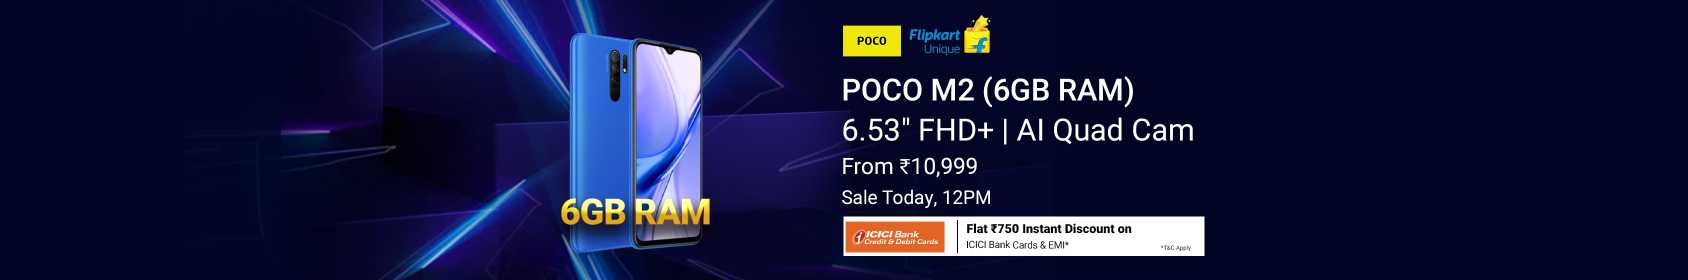 POCO
Flipkart
Unique
POCO M2 (6GB RAM)
6.53" FHD+ | AI Quad Cam
From ₹10,999
Sale Today, 12PM
6GB RAM
ICICI Bank
Credit & Debit Cards
Flat ₹750 Instant Discount on
ICICI Bank Cards & EMI*
*T&C Apply